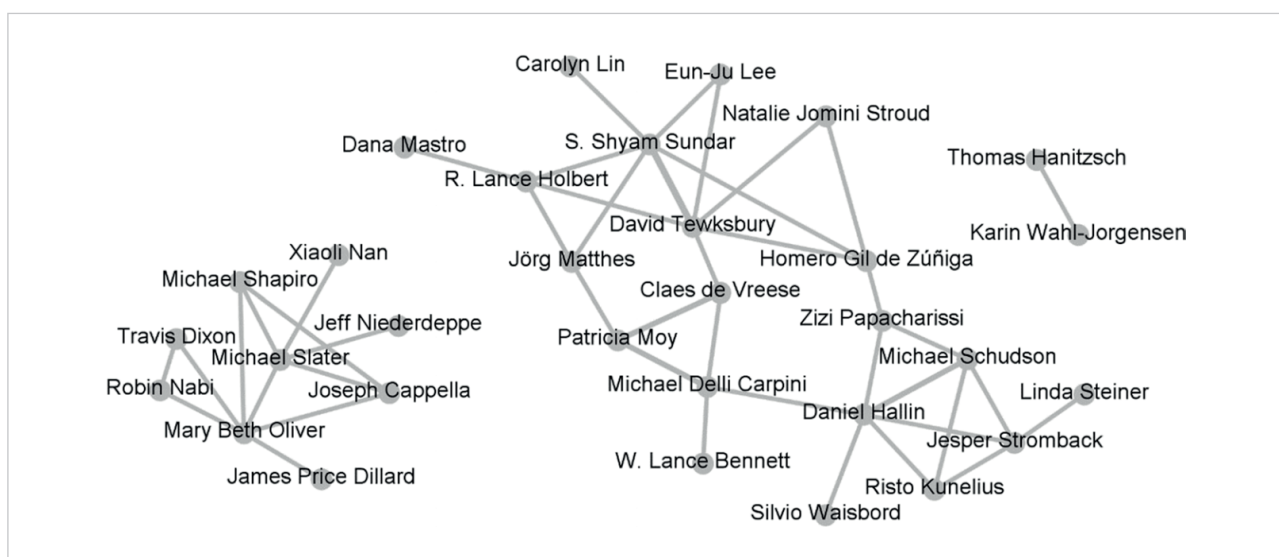 Carolyn Lin
Eun-Ju Lee
Natalie Jomini Stroud
Dana Mastro
S. Shyam Sundar
Thomas Hanitzsch
R. Lance Holbert
David Tewksbury
Karin Wahl-Jorgensen
Xiaoli Nan
Jörg Matthes
Homero Gil de Zúñiga
Michael Shapiro
Claes de Vreese
Jeff Niederdeppe
Zizi Papacharissi
Travis Dixon
Patricia Moy
Michael Slater
Michael Schudson
Robin Nabi
Joseph Cappella
Michael Delli Carpini
Linda Steiner
Daniel Hallin
Mary Beth Oliver
Jesper Stromback
W. Lance Bennett
James Price Dillard
Risto Kunelius
Silvio Waisbord